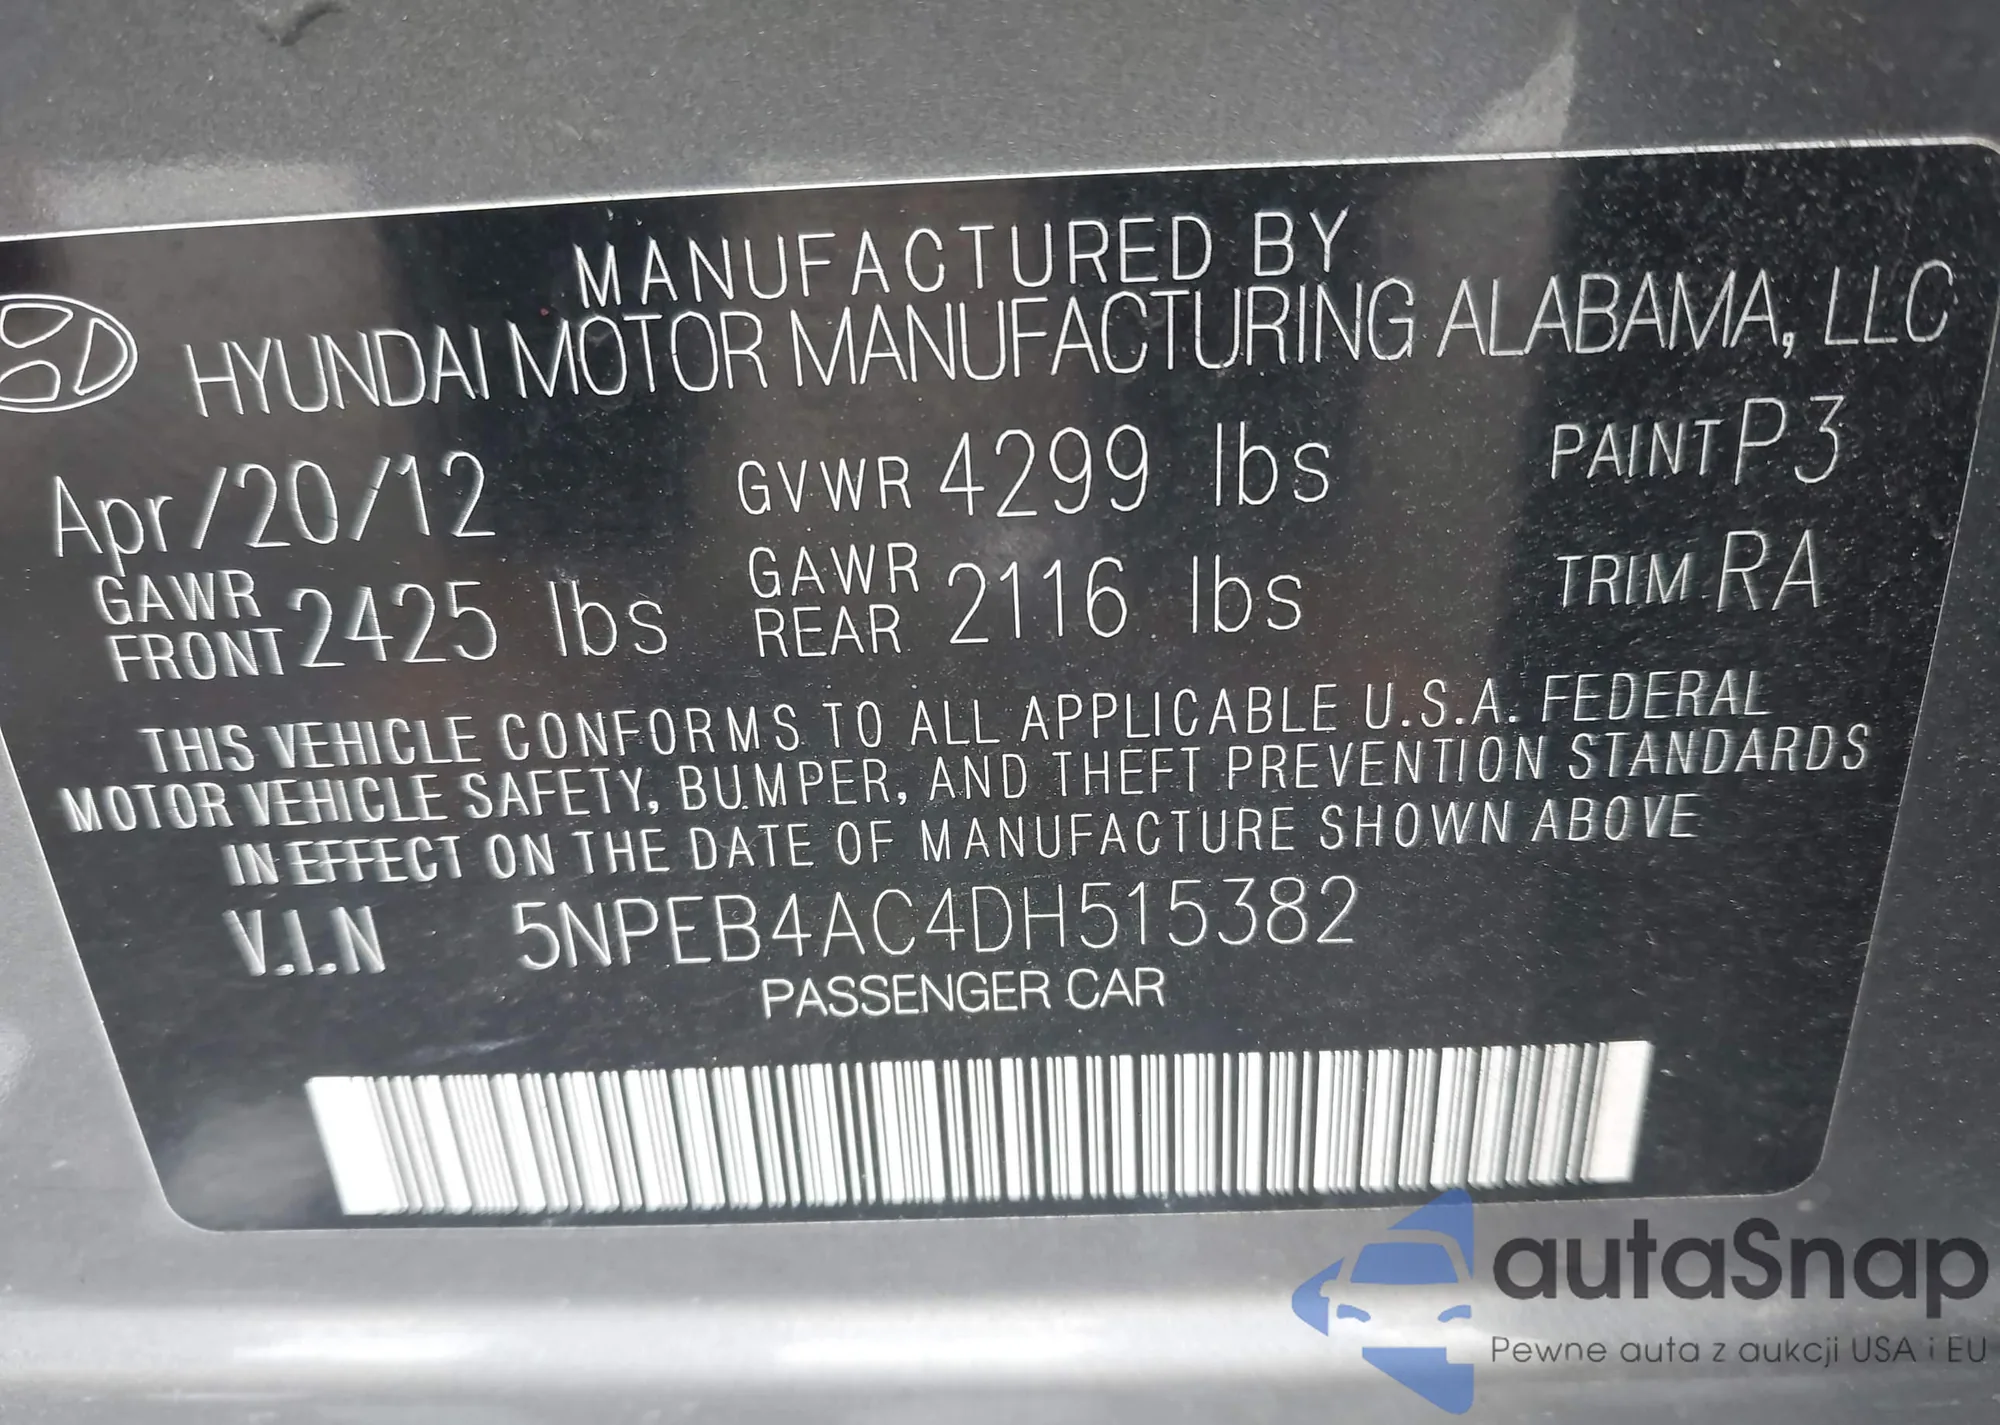 MANUFACTURED BY
HYUNDAI MOTOR MANUFACTURING ALABAMA, LLC
Apr/20/12 GVWR 4299 lbs PAINT P3
GAWR FRONT 2425 lbs GAWR REAR 2116 lbs TRIM RA
THIS VEHICLE CONFORMS TO ALL APPLICABLE U.S.A. FEDERAL
MOTOR VEHICLE SAFETY, BUMPER, AND THEFT PREVENTION STANDARDS
IN EFFECT ON THE DATE OF MANUFACTURE SHOWN ABOVE
V.I.N 5NPEB4AC4DH515382
PASSENGER CAR
autaSnap
Pewne auta z aukcji USA i EU